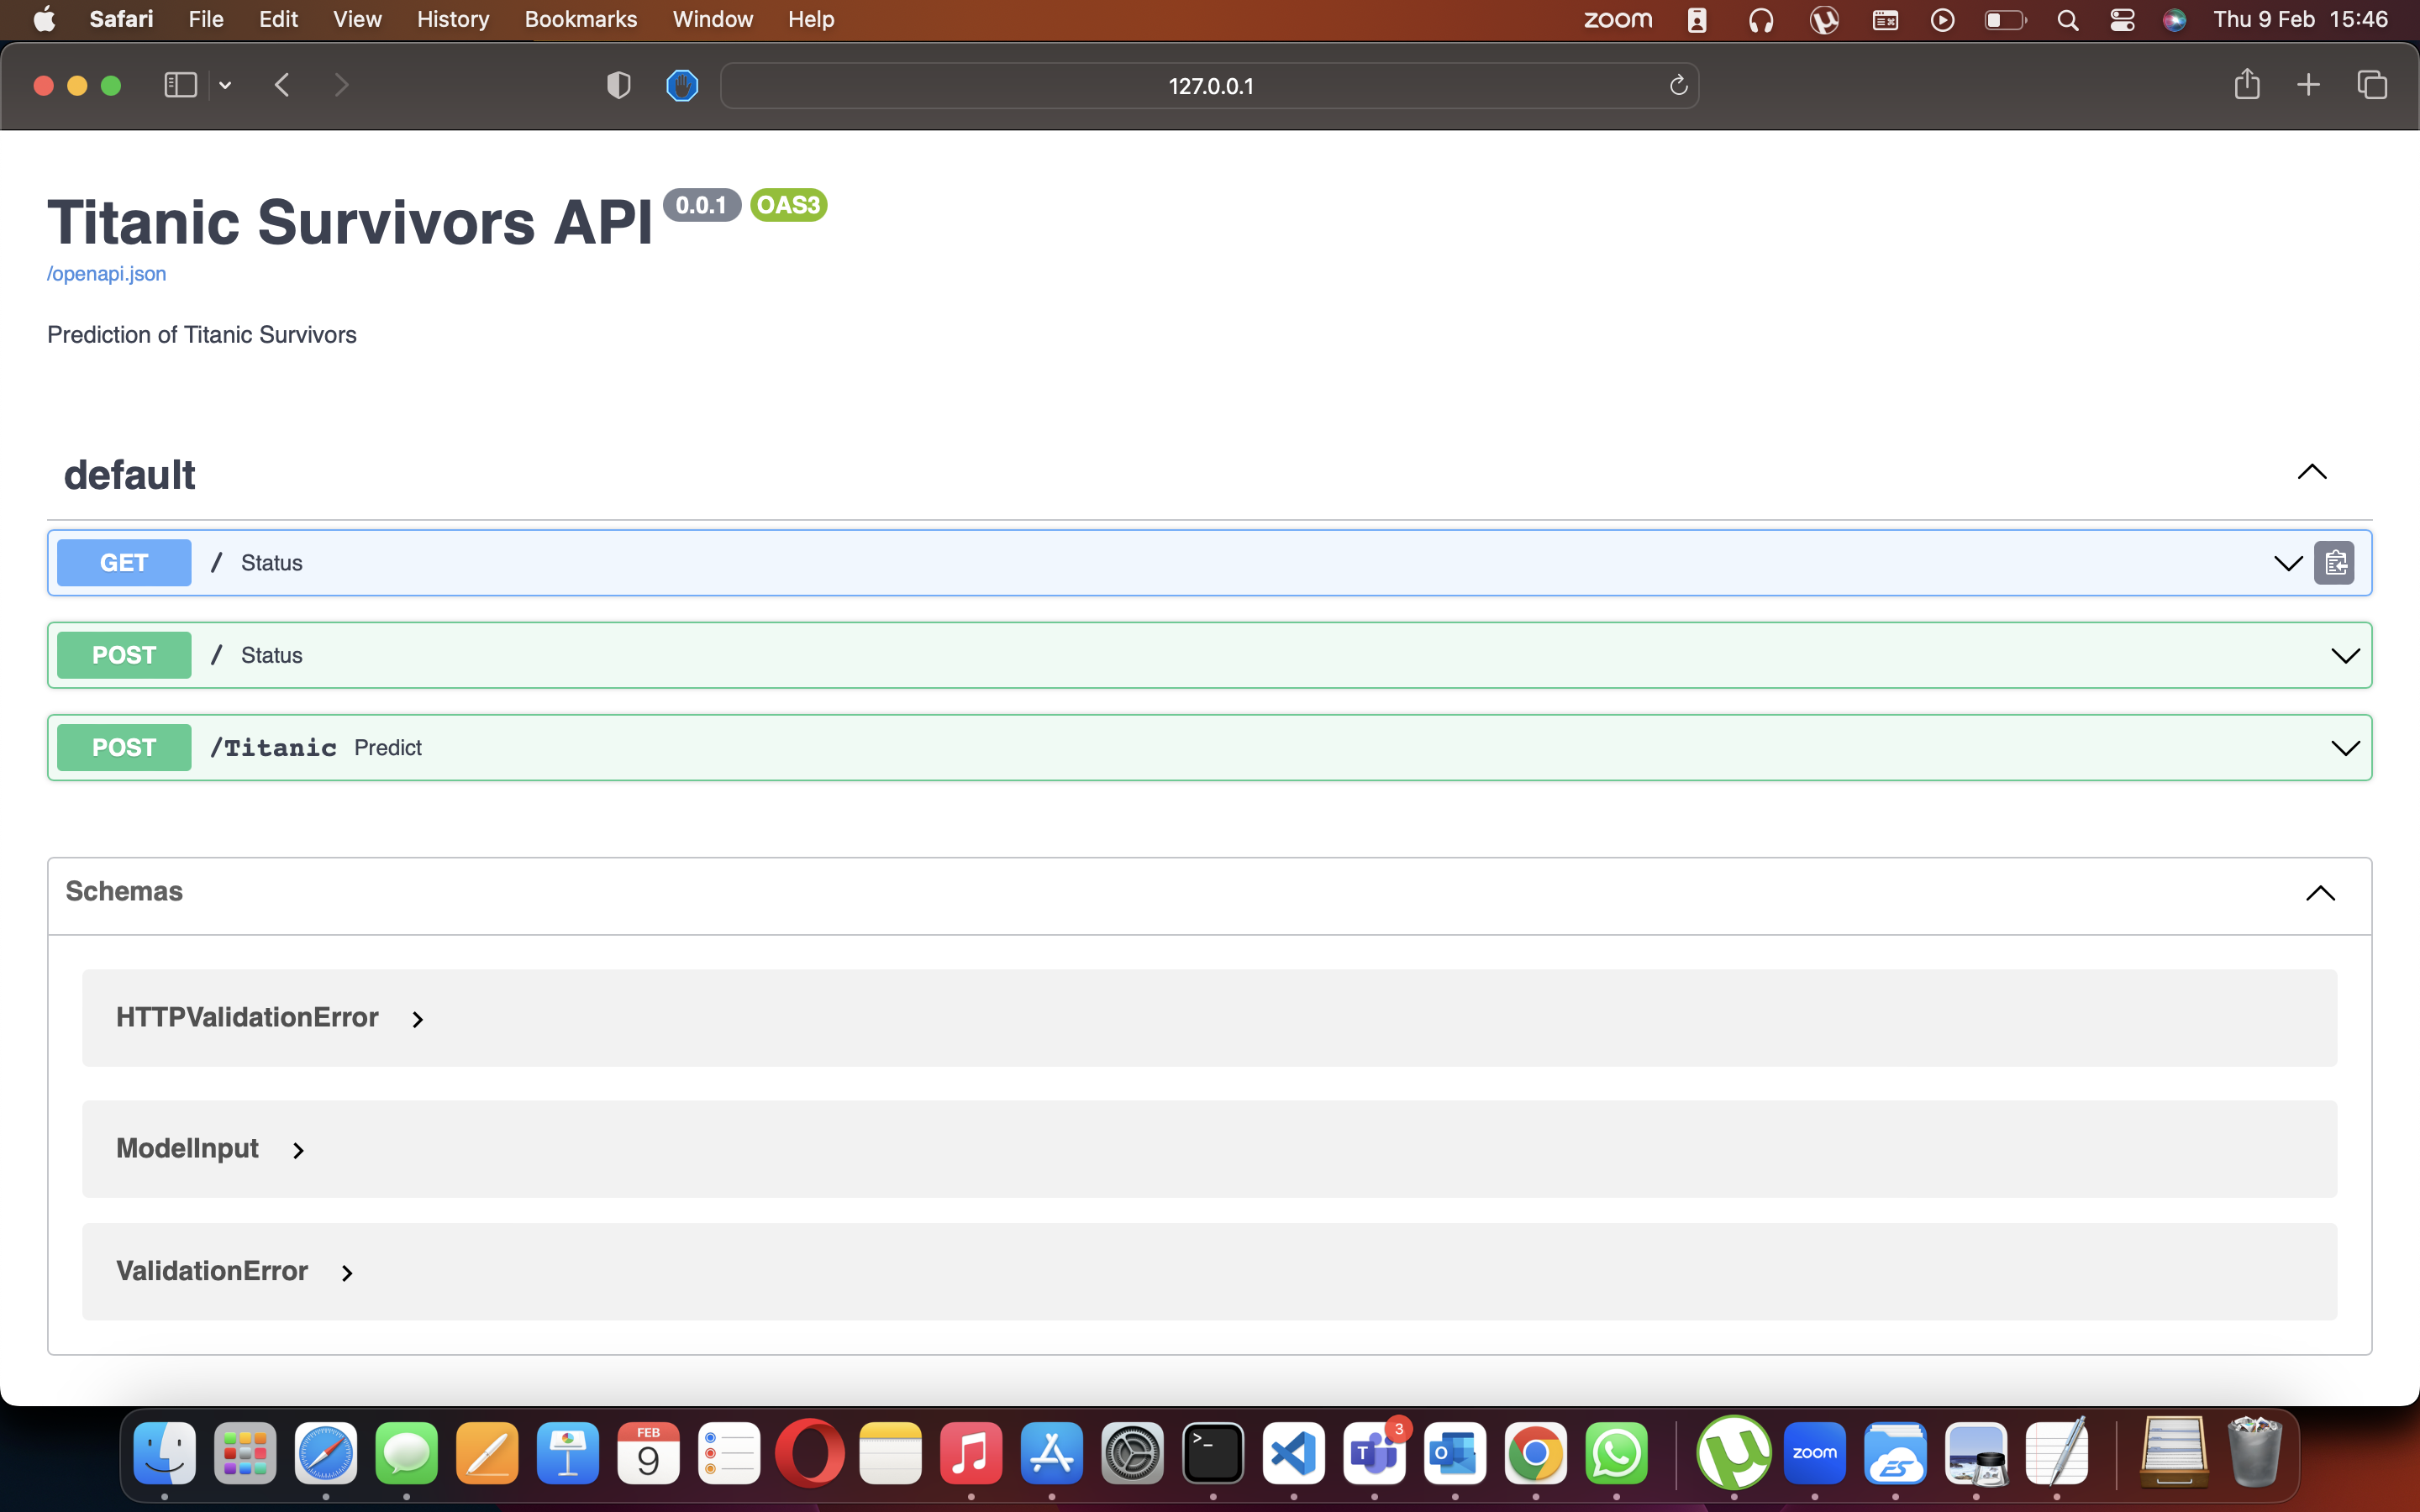 Safari File Edit View History Bookmarks Window Help zoom Thu 9 Feb 15:46
127.0.0.1
Titanic Survivors API 0.0.1 OAS3
/openapi.json
Prediction of Titanic Survivors
default
GET / Status
POST / Status
POST /Titanic Predict
Schemas
HTTPValidationError
ModelInput
ValidationError
FEB
9
>_
T
3
O
zoom
ES